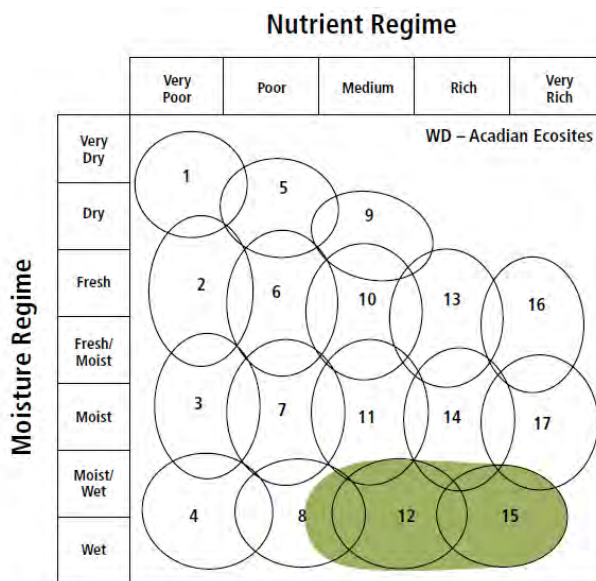 Nutrient Regime
Very
Poor
Poor
Medium
Rich
Very
Rich
WD – Acadian Ecosites
Moisture Regime
Very
Dry
Dry
Fresh
Fresh/
Moist
Moist
Moist/
Wet
Wet
1
5
9
2
6
10
13
16
3
7
11
14
17
4
8
12
15